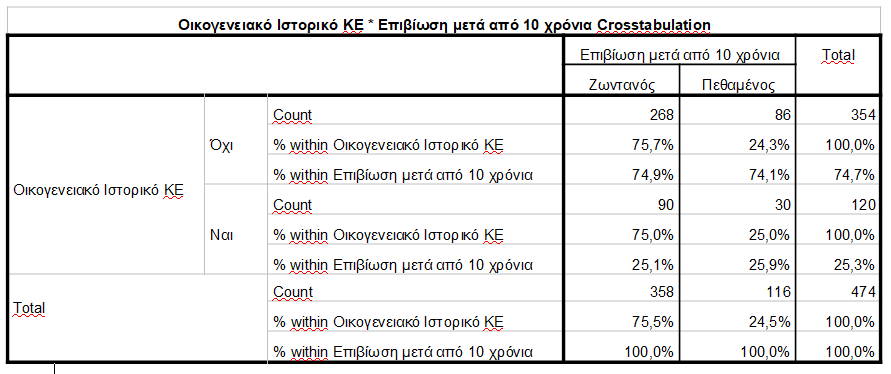 Οικογενειακό Ιστορικό ΚΕ * Επιβίωση μετά από 10 χρόνια Crosstabulation
Επιβίωση μετά από 10 χρόνια Total
Ζωντανός Πεθαμένος
Οικογενειακό Ιστορικό ΚΕ Όχι Count 268 86 354
% within Οικογενειακό Ιστορικό ΚΕ 75,7% 24,3% 100,0%
% within Επιβίωση μετά από 10 χρόνια 74,9% 74,1% 74,7%
Ναι Count 90 30 120
% within Οικογενειακό Ιστορικό ΚΕ 75,0% 25,0% 100,0%
% within Επιβίωση μετά από 10 χρόνια 25,1% 25,9% 25,3%
Total Count 358 116 474
% within Οικογενειακό Ιστορικό ΚΕ 75,5% 24,5% 100,0%
% within Επιβίωση μετά από 10 χρόνια 100,0% 100,0% 100,0%